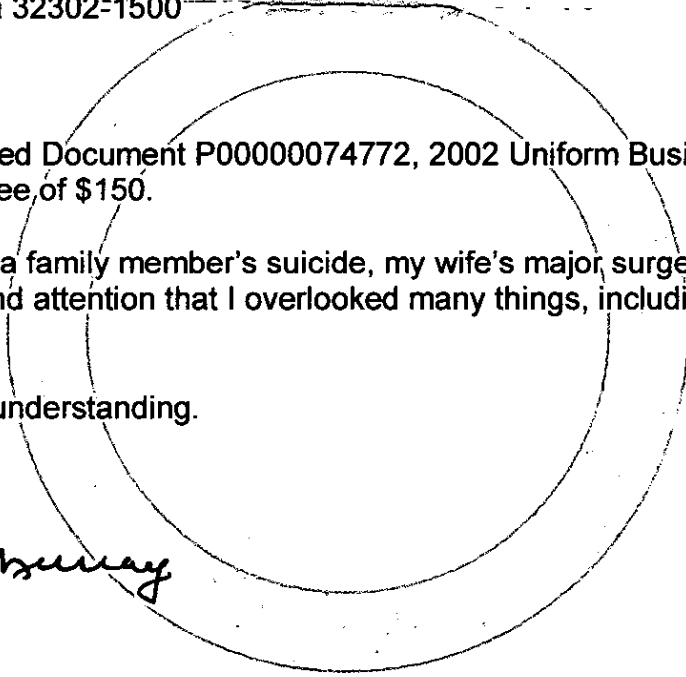 32302-1500
ed Document P00000074772, 2002 Uniform Busi
ee of $150.
a family member's suicide, my wife's major surge
nd attention that I overlooked many things, includi
understanding.